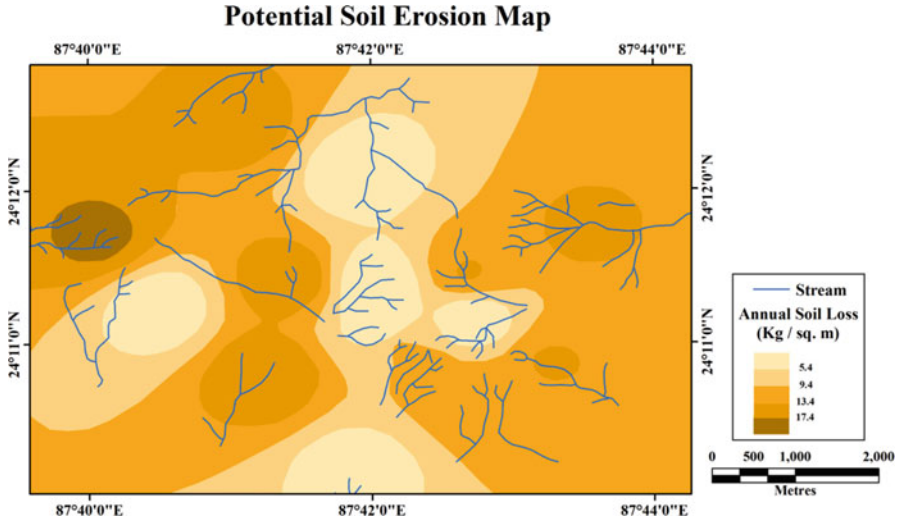 Potential Soil Erosion Map
87°40'0"E 87°42'0"E 87°44'0"E
24°12'0"N 24°12'0"N
24°11'0"N 24°11'0"N
Stream
Annual Soil Loss
(Kg / sq. m)
5.4
9.4
13.4
17.4
0 500 1,000 2,000
Metres
87°40'0"E 87°42'0"E 87°44'0"E